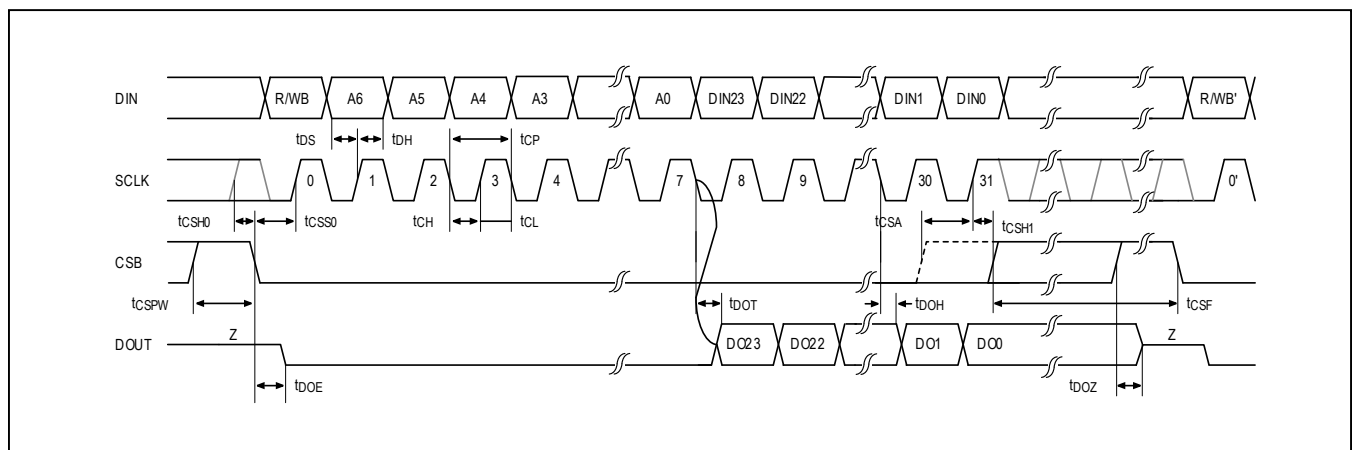 DIN R/WB A6 A5 A4 A3 A0 DIN23 DIN22 DIN1 DIN0 R/WB'
tDS tDH tCP
SCLK 0 1 2 3 4 7 8 9 30 31 0'
tCSH0 tCSS0 tCH tCL tCSA tCSH1
CSB
tCSPW tDOT tDOH tCSF
DOUT Z DO23 DO22 DO1 DO0 Z
tDOE tDOZ